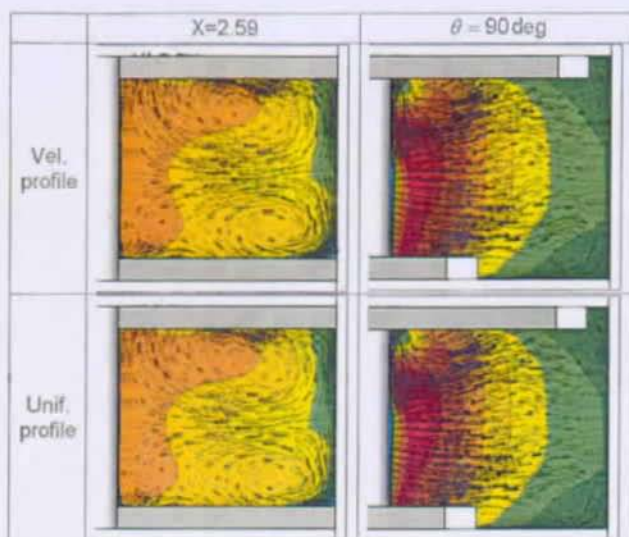 X=2.59
θ = 90 deg
Vel.
profile
Unif.
profile